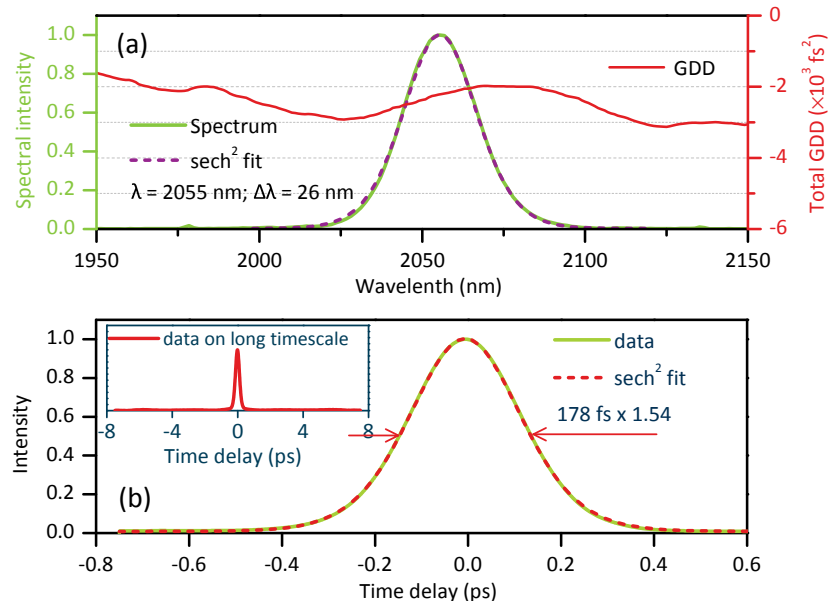 (a)
Spectral intensity
1.0
0.8
0.6
0.4
0.2
0.0
Spectrum
sech² fit
λ = 2055 nm; Δλ = 26 nm
GDD
0
-1
-2
-3
-4
-5
-6
Total GDD (×10³ fs²)
1950
2000
2050
2100
2150
Wavelenth (nm)
(b)
Intensity
1.0
0.8
0.6
0.4
0.2
0.0
data on long timescale
-8
-4
0
4
8
Time delay (ps)
data
sech² fit
178 fs x 1.54
-0.8
-0.6
-0.4
-0.2
0.0
0.2
0.4
0.6
Time delay (ps)